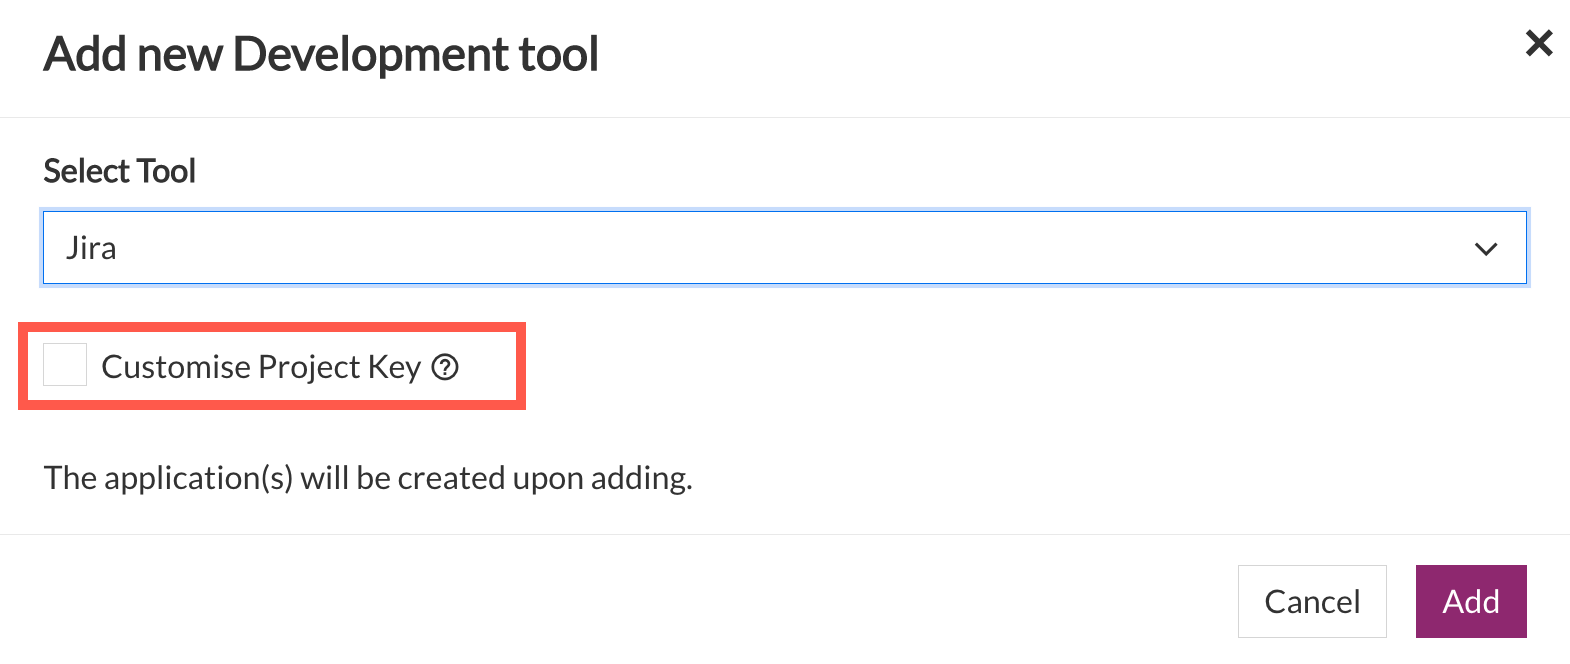 Add new Development tool
Select Tool
Jira
Customise Project Key
The application(s) will be created upon adding.
Cancel
Add